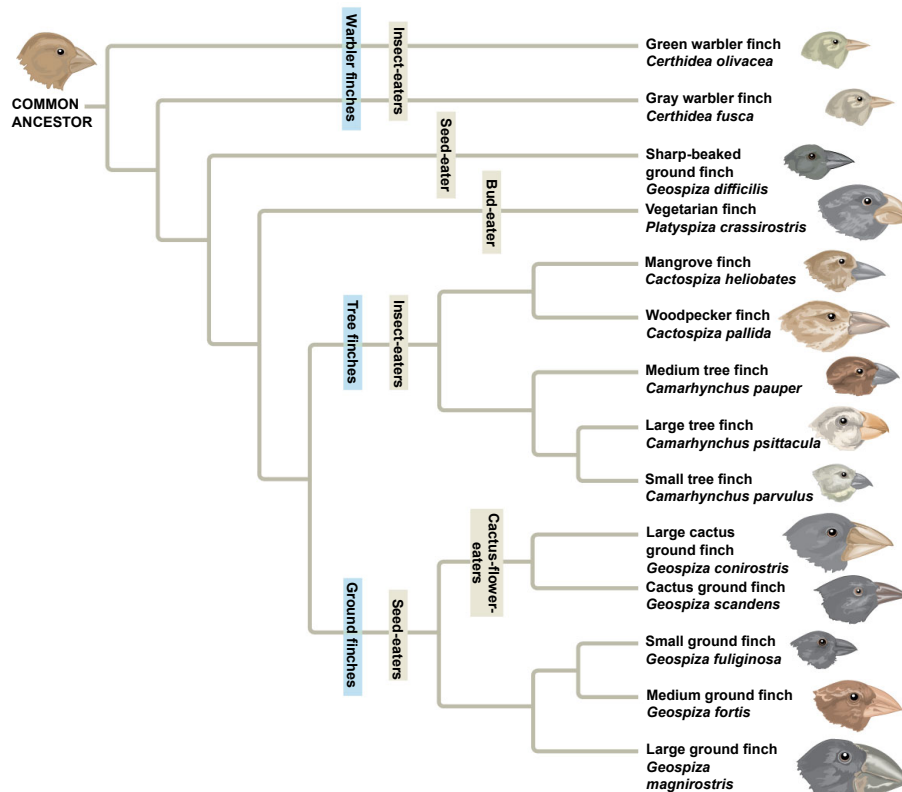 COMMON
ANCESTOR
Warbler finches
Insect-eaters
Green warbler finch
Certhidea olivacea
Gray warbler finch
Certhidea fusca
Seed-eater
Sharp-beaked
ground finch
Geospiza difficilis
Bud-eater
Vegetarian finch
Platyspiza crassirostris
Tree finches
Insect-eaters
Mangrove finch
Cactospiza heliobates
Woodpecker finch
Cactospiza pallida
Medium tree finch
Camarhynchus pauper
Large tree finch
Camarhynchus psittacula
Small tree finch
Camarhynchus parvulus
Ground finches
Seed-eaters
Cactus-flower-
eaters
Large cactus
ground finch
Geospiza conirostris
Cactus ground finch
Geospiza scandens
Small ground finch
Geospiza fuliginosa
Medium ground finch
Geospiza fortis
Large ground finch
Geospiza
magnirostris